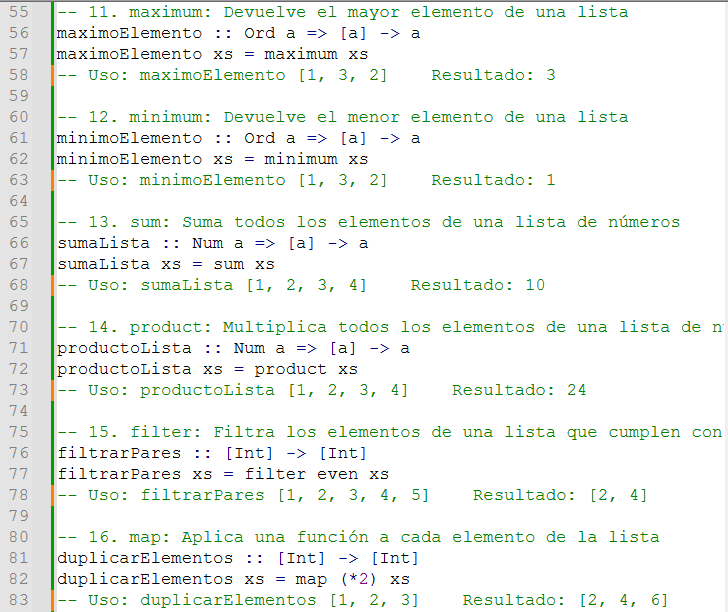 55 -- 11. maximum: Devuelve el mayor elemento de una lista
56 maximoElemento :: Ord a => [a] -> a
57 maximoElemento xs = maximum xs
58 -- Uso: maximoElemento [1, 3, 2]    Resultado: 3
59
60 -- 12. minimum: Devuelve el menor elemento de una lista
61 minimoElemento :: Ord a => [a] -> a
62 minimoElemento xs = minimum xs
63 -- Uso: minimoElemento [1, 3, 2]    Resultado: 1
64
65 -- 13. sum: Suma todos los elementos de una lista de números
66 sumaLista :: Num a => [a] -> a
67 sumaLista xs = sum xs
68 -- Uso: sumaLista [1, 2, 3, 4]    Resultado: 10
69
70 -- 14. product: Multiplica todos los elementos de una lista de
71 productoLista :: Num a => [a] -> a
72 productoLista xs = product xs
73 -- Uso: productoLista [1, 2, 3, 4]    Resultado: 24
74
75 -- 15. filter: Filtra los elementos de una lista que cumplen con
76 filtrarPares :: [Int] -> [Int]
77 filtrarPares xs = filter even xs
78 -- Uso: filtrarPares [1, 2, 3, 4, 5]    Resultado: [2, 4]
79
80 -- 16. map: Aplica una función a cada elemento de la lista
81 duplicarElementos :: [Int] -> [Int]
82 duplicarElementos xs = map (*2) xs
83 -- Uso: duplicarElementos [1, 2, 3]    Resultado: [2, 4, 6]